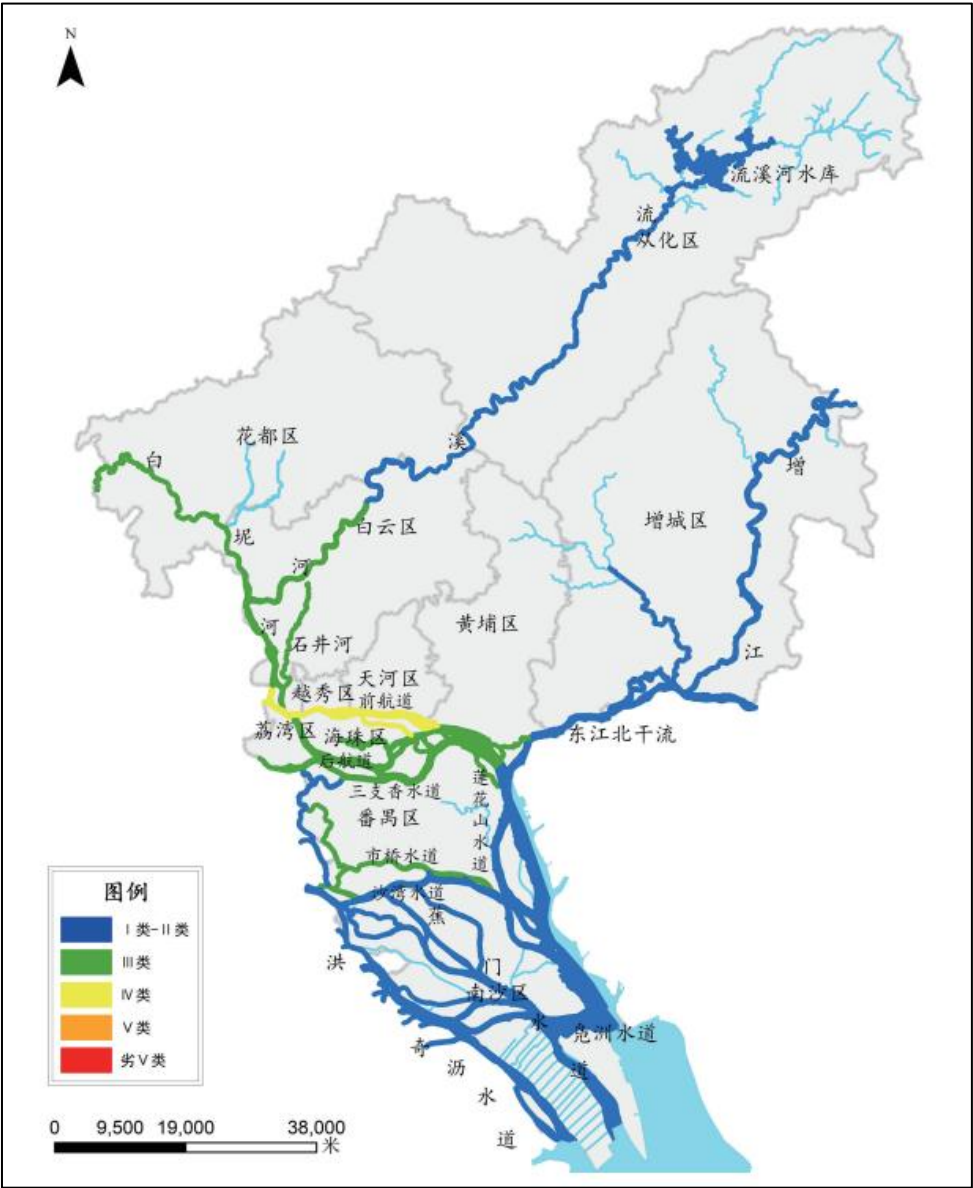 N
流溪河水库
流
从化区
溪
花都区
白
增
坭
白云区
增城区
河
河
石井河
黄埔区
江
天河区
越秀区
前航道
荔湾区
海珠区
东江北干流
后航道
三支香水道
莲花山水道
番禺区
市桥水道
沙湾水道
蕉
洪
门
南沙区
水
凫洲水道
奇
道
沥
水
道
图例
I类-II类
III类
IV类
V类
劣V类
0 9,500 19,000 38,000
米